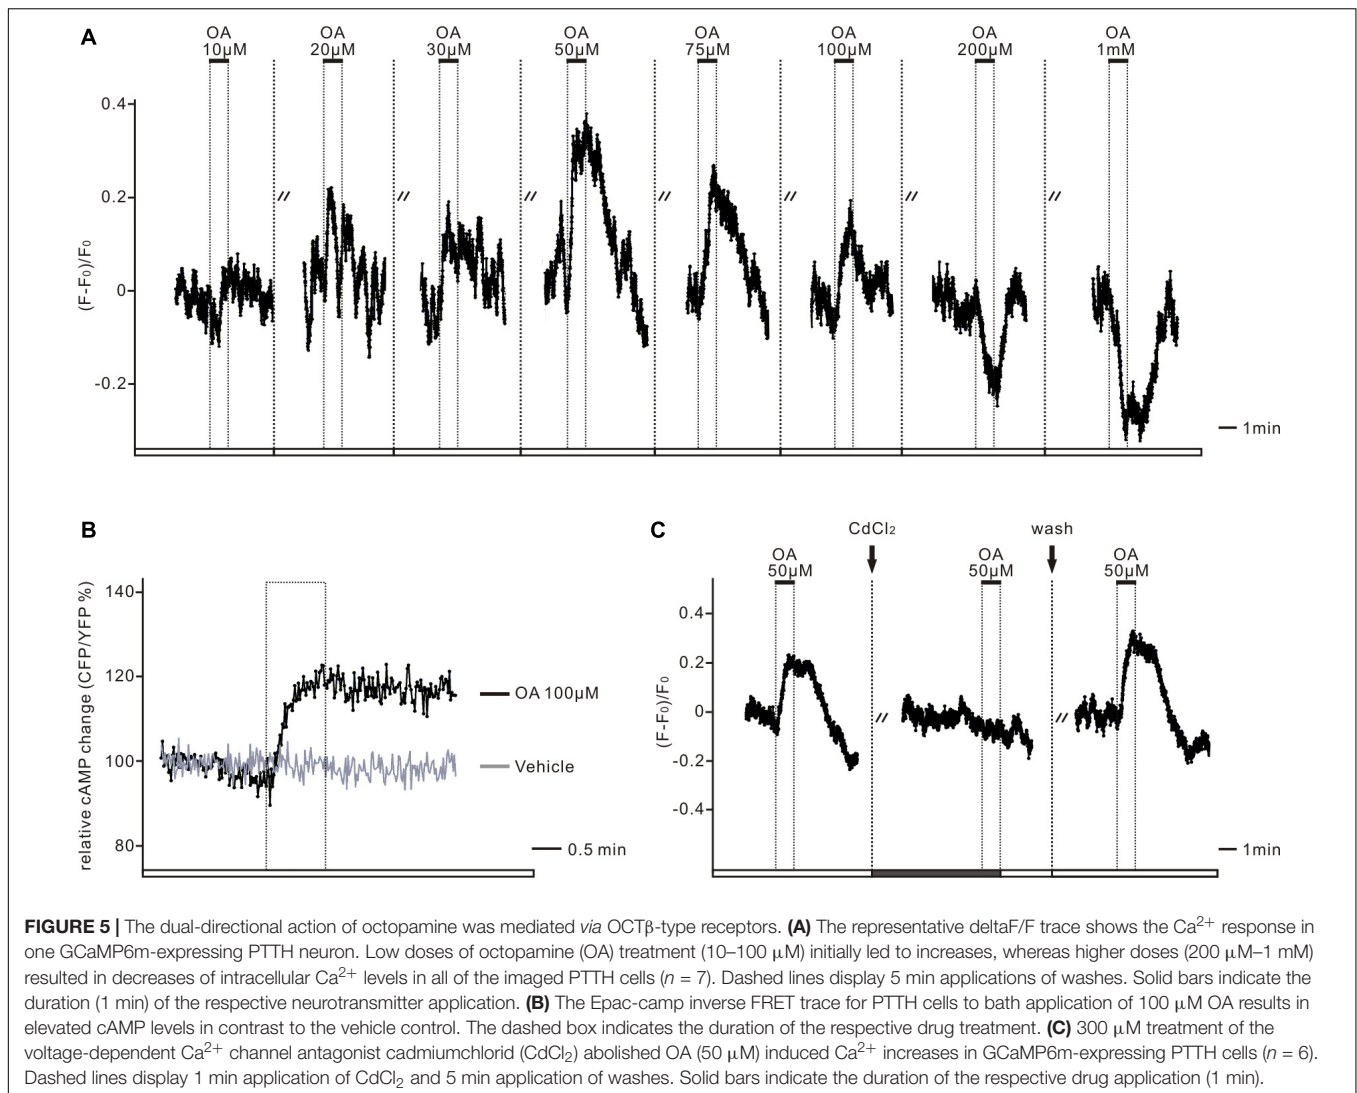 A
OA OA OA OA OA OA OA OA
10µM 20µM 30µM 50µM 75µM 100µM 200µM 1mM
0.4
0.2
0
-0.2
(F-F₀)/F₀
// // // // // // //
1min
B
140
120
100
80
relative cAMP change (CFP/YFP %)
OA 100µM
Vehicle
0.5 min
C
CdCl₂ wash
OA OA OA
50µM 50µM 50µM
0.4
0.2
0
-0.2
-0.4
(F-F₀)/F₀
// //
1min
FIGURE 5 | The dual-directional action of octopamine was mediated via OCTβ-type receptors. (A) The representative deltaF/F trace shows the Ca²⁺ response in
one GCaMP6m-expressing PTTH neuron. Low doses of octopamine (OA) treatment (10–100 µM) initially led to increases, whereas higher doses (200 µM–1 mM)
resulted in decreases of intracellular Ca²⁺ levels in all of the imaged PTTH cells (n = 7). Dashed lines display 5 min applications of washes. Solid bars indicate the
duration (1 min) of the respective neurotransmitter application. (B) The Epac-camp inverse FRET trace for PTTH cells to bath application of 100 µM OA results in
elevated cAMP levels in contrast to the vehicle control. The dashed box indicates the duration of the respective drug treatment. (C) 300 µM treatment of the
voltage-dependent Ca²⁺ channel antagonist cadmiumchlorid (CdCl₂) abolished OA (50 µM) induced Ca²⁺ increases in GCaMP6m-expressing PTTH cells (n = 6).
Dashed lines display 1 min application of CdCl₂ and 5 min application of washes. Solid bars indicate the duration of the respective drug application (1 min).